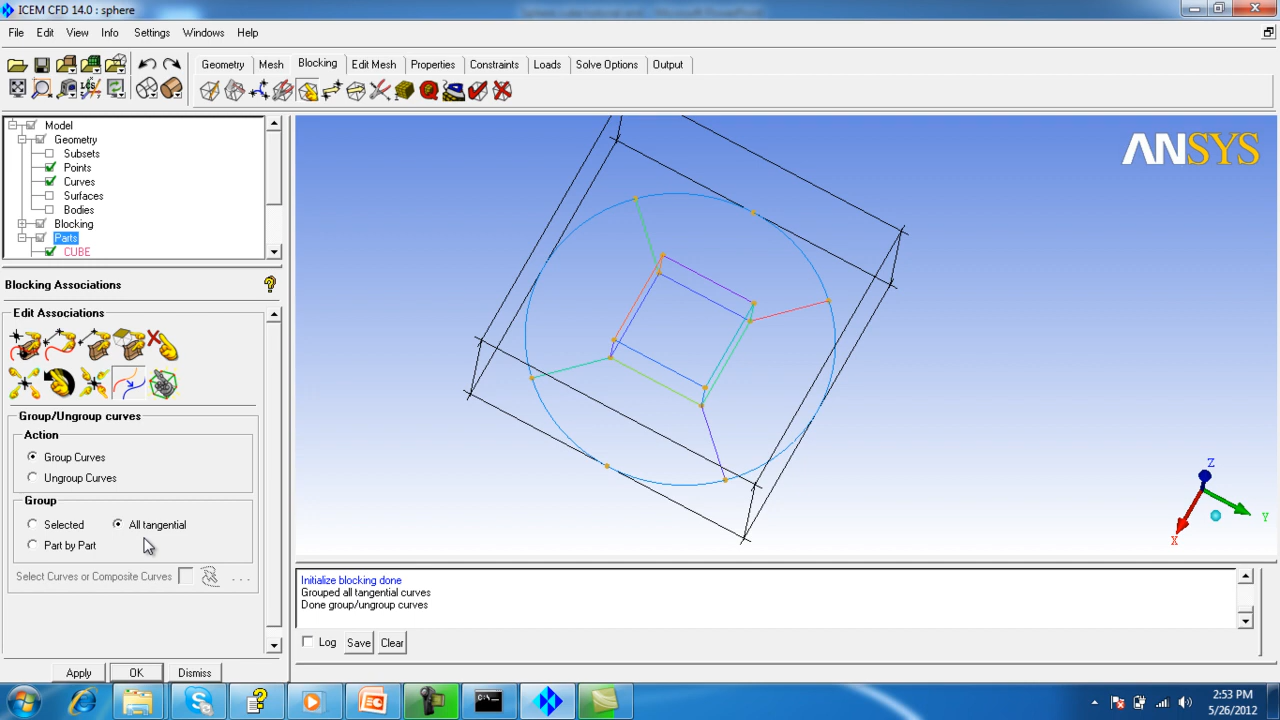 ICEM CFD 14.0 : sphere
File Edit View Info Settings Windows Help
Geometry Mesh Blocking Edit Mesh Properties Constraints Loads Solve Options Output
LCS
Model
Geometry
Subsets
Points
Curves
Surfaces
Bodies
Blocking
Parts
CUBE
ANSYS
Blocking Associations
Edit Associations
Group/Ungroup curves
Action
Group Curves
Ungroup Curves
Group
Selected All tangential
Part by Part
Select Curves or Composite Curves ...
Apply OK Dismiss
Z
Y
X
Initialize blocking done
Grouped all tangential curves
Done group/ungroup curves
Log Save Clear
2:53 PM
5/26/2012